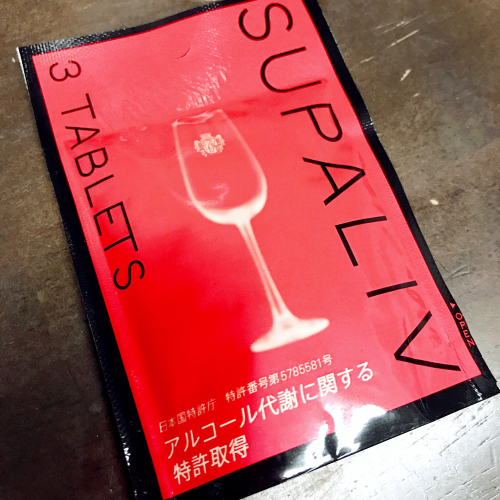 SUPALIV
3 TABLETS
▲OPEN
日本国特許庁 特許番号第5785581号
アルコール代謝に関する
特許取得